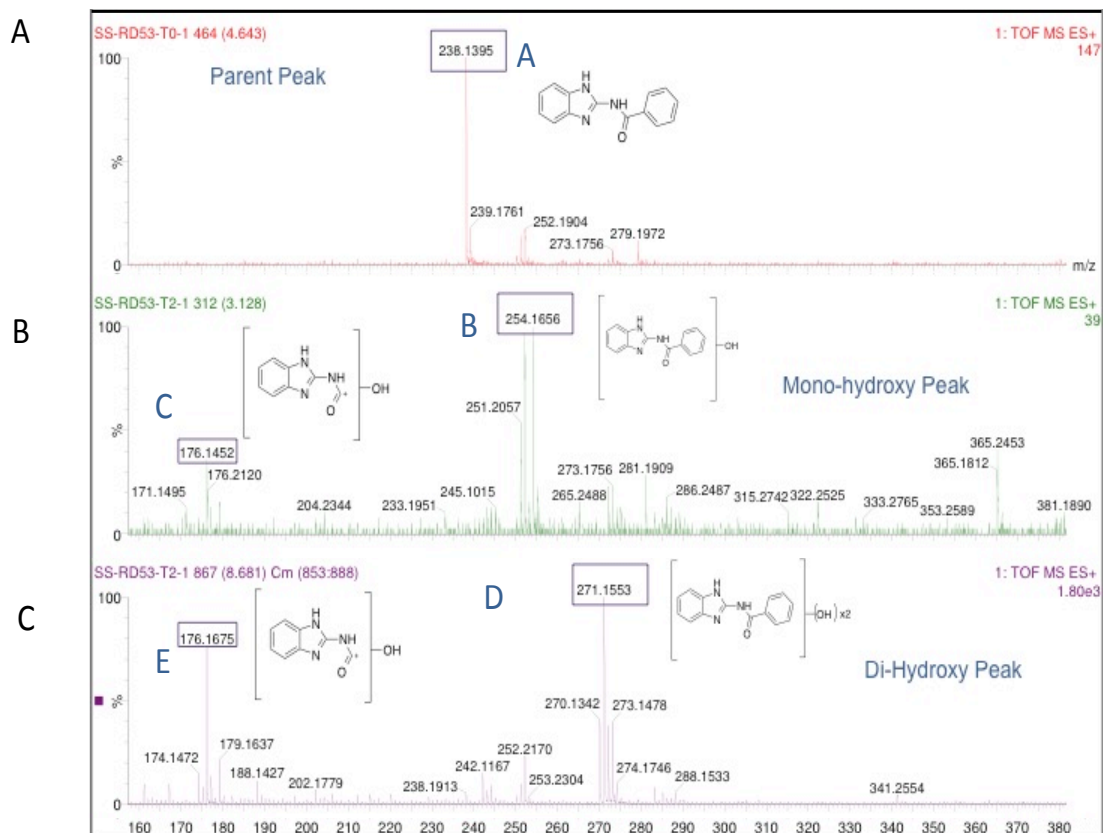 A
SS-RD53-T0-1 464 (4.643)
1: TOF MS ES+
147
100
238.1395
A
Parent Peak
H
N
NH
N
O
%
239.1761
252.1904
273.1756
279.1972
0
m/z
B
SS-RD53-T2-1 312 (3.128)
1: TOF MS ES+
39
100
254.1656
B
H
N
NH
N
O
OH
H
N
NH
N
O
+
OH
Mono-hydroxy Peak
C
251.2057
%
176.1452
176.2120
171.1495
204.2344
233.1951
245.1015
265.2488
273.1756
281.1909
286.2487
315.2742
322.2525
333.2765
353.2589
365.2453
365.1812
381.1890
0
C
SS-RD53-T2-1 867 (8.681) Cm (853:888)
1: TOF MS ES+
1.80e3
100
271.1553
D
H
N
NH
N
O
(OH) x2
176.1675
E
H
N
NH
N
O
+
OH
Di-Hydroxy Peak
%
174.1472
179.1637
188.1427
202.1779
238.1913
242.1167
252.2170
253.2304
270.1342
273.1478
274.1746
288.1533
341.2554
0
160 170 180 190 200 210 220 230 240 250 260 270 280 290 300 310 320 330 340 350 360 370 380